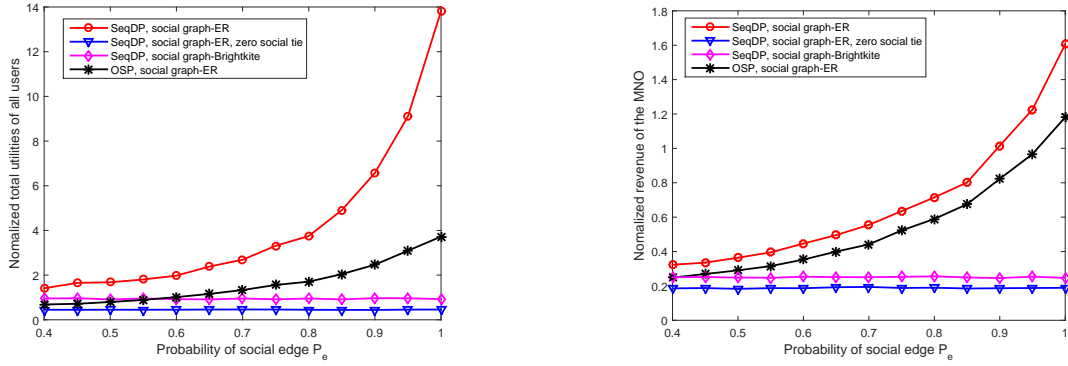 Nomalized total utilities of all users
14
12
10
8
6
4
2
0
SeqDP, social graph-ER
SeqDP, social graph-ER, zero social tie
SeqDP, social graph-Brightkite
OSP, social graph-ER
0.4 0.5 0.6 0.7 0.8 0.9 1
Probability of social edge P_e
Normalized revenue of the MNO
1.8
1.6
1.4
1.2
1
0.8
0.6
0.4
0.2
0
SeqDP, social graph-ER
SeqDP, social graph-ER, zero social tie
SeqDP, social graph-Brightkite
OSP, social graph-ER
0.4 0.5 0.6 0.7 0.8 0.9 1
Probability of social edge P_e